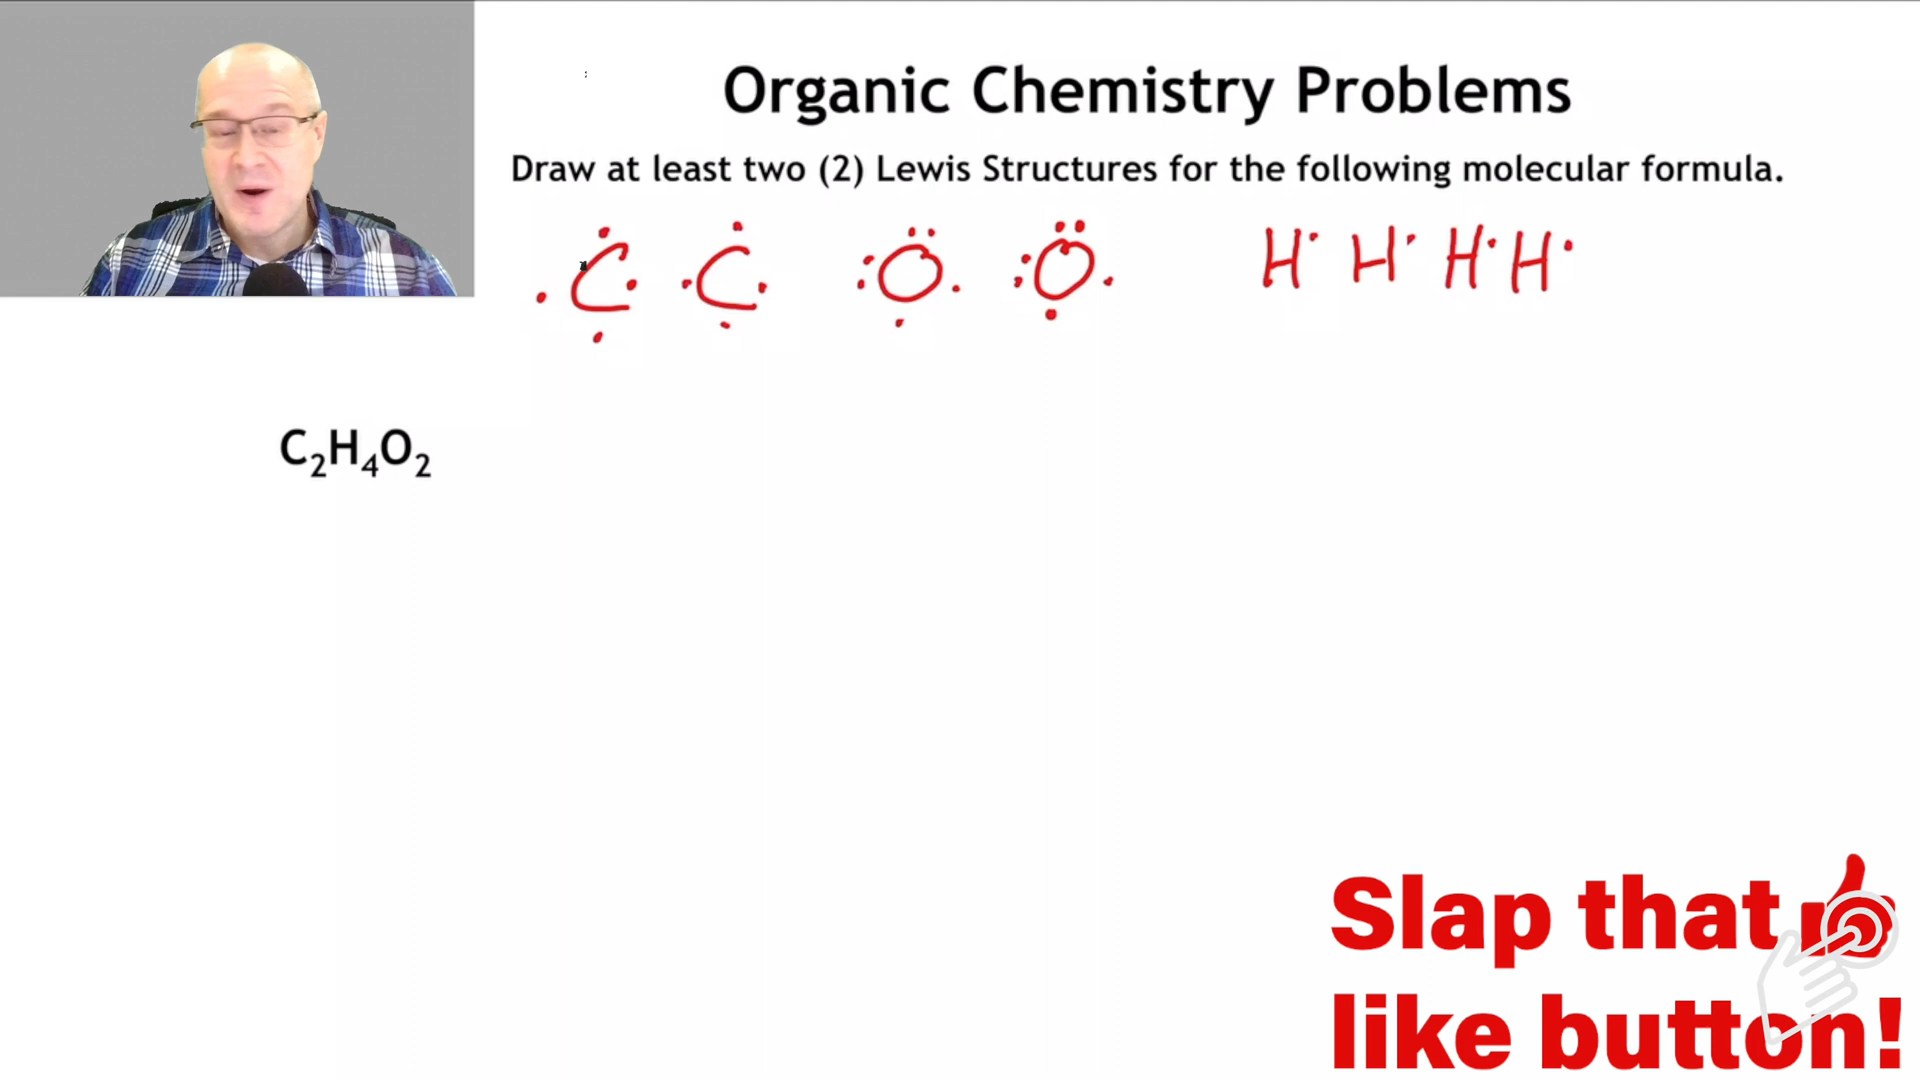 Organic Chemistry Problems
Draw at least two (2) Lewis Structures for the following molecular formula.
C C O O H H H H
C₂H₄O₂
Slap that
like button!